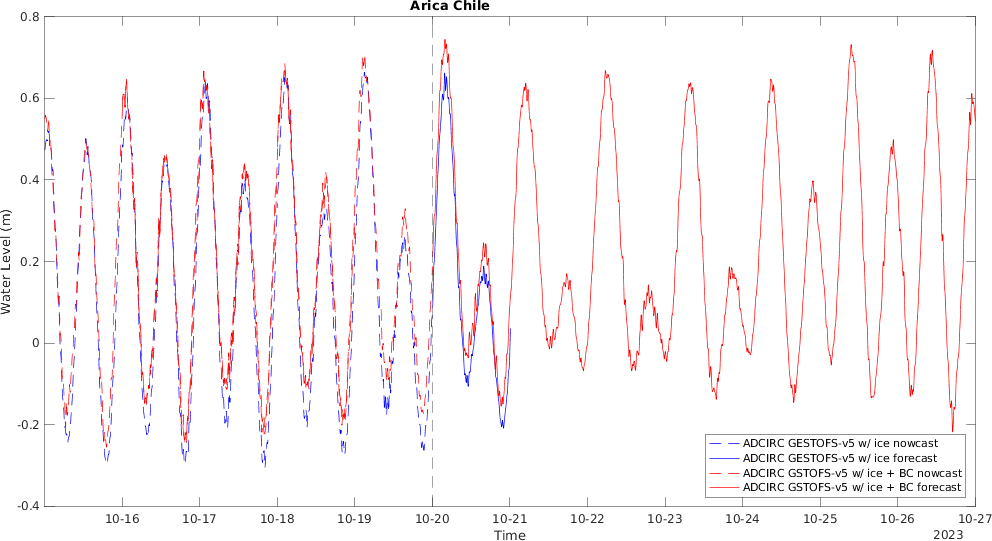 Arica Chile
0.8
0.6
0.4
0.2
0
-0.2
-0.4
Water Level (m)
10-16 10-17 10-18 10-19 10-20 10-21 10-22 10-23 10-24 10-25 10-26 10-27
Time
2023
ADCIRC GESTOFS-v5 w/ ice nowcast
ADCIRC GESTOFS-v5 w/ ice forecast
ADCIRC GSTOFS-v5 w/ ice + BC nowcast
ADCIRC GSTOFS-v5 w/ ice + BC forecast